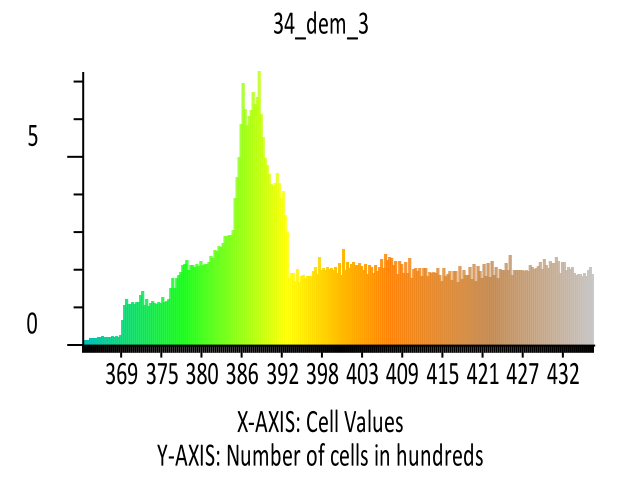 34_dem_3
5
0
369 375 380 386 392 398 403 409 415 421 427 432
X-AXIS: Cell Values
Y-AXIS: Number of cells in hundreds